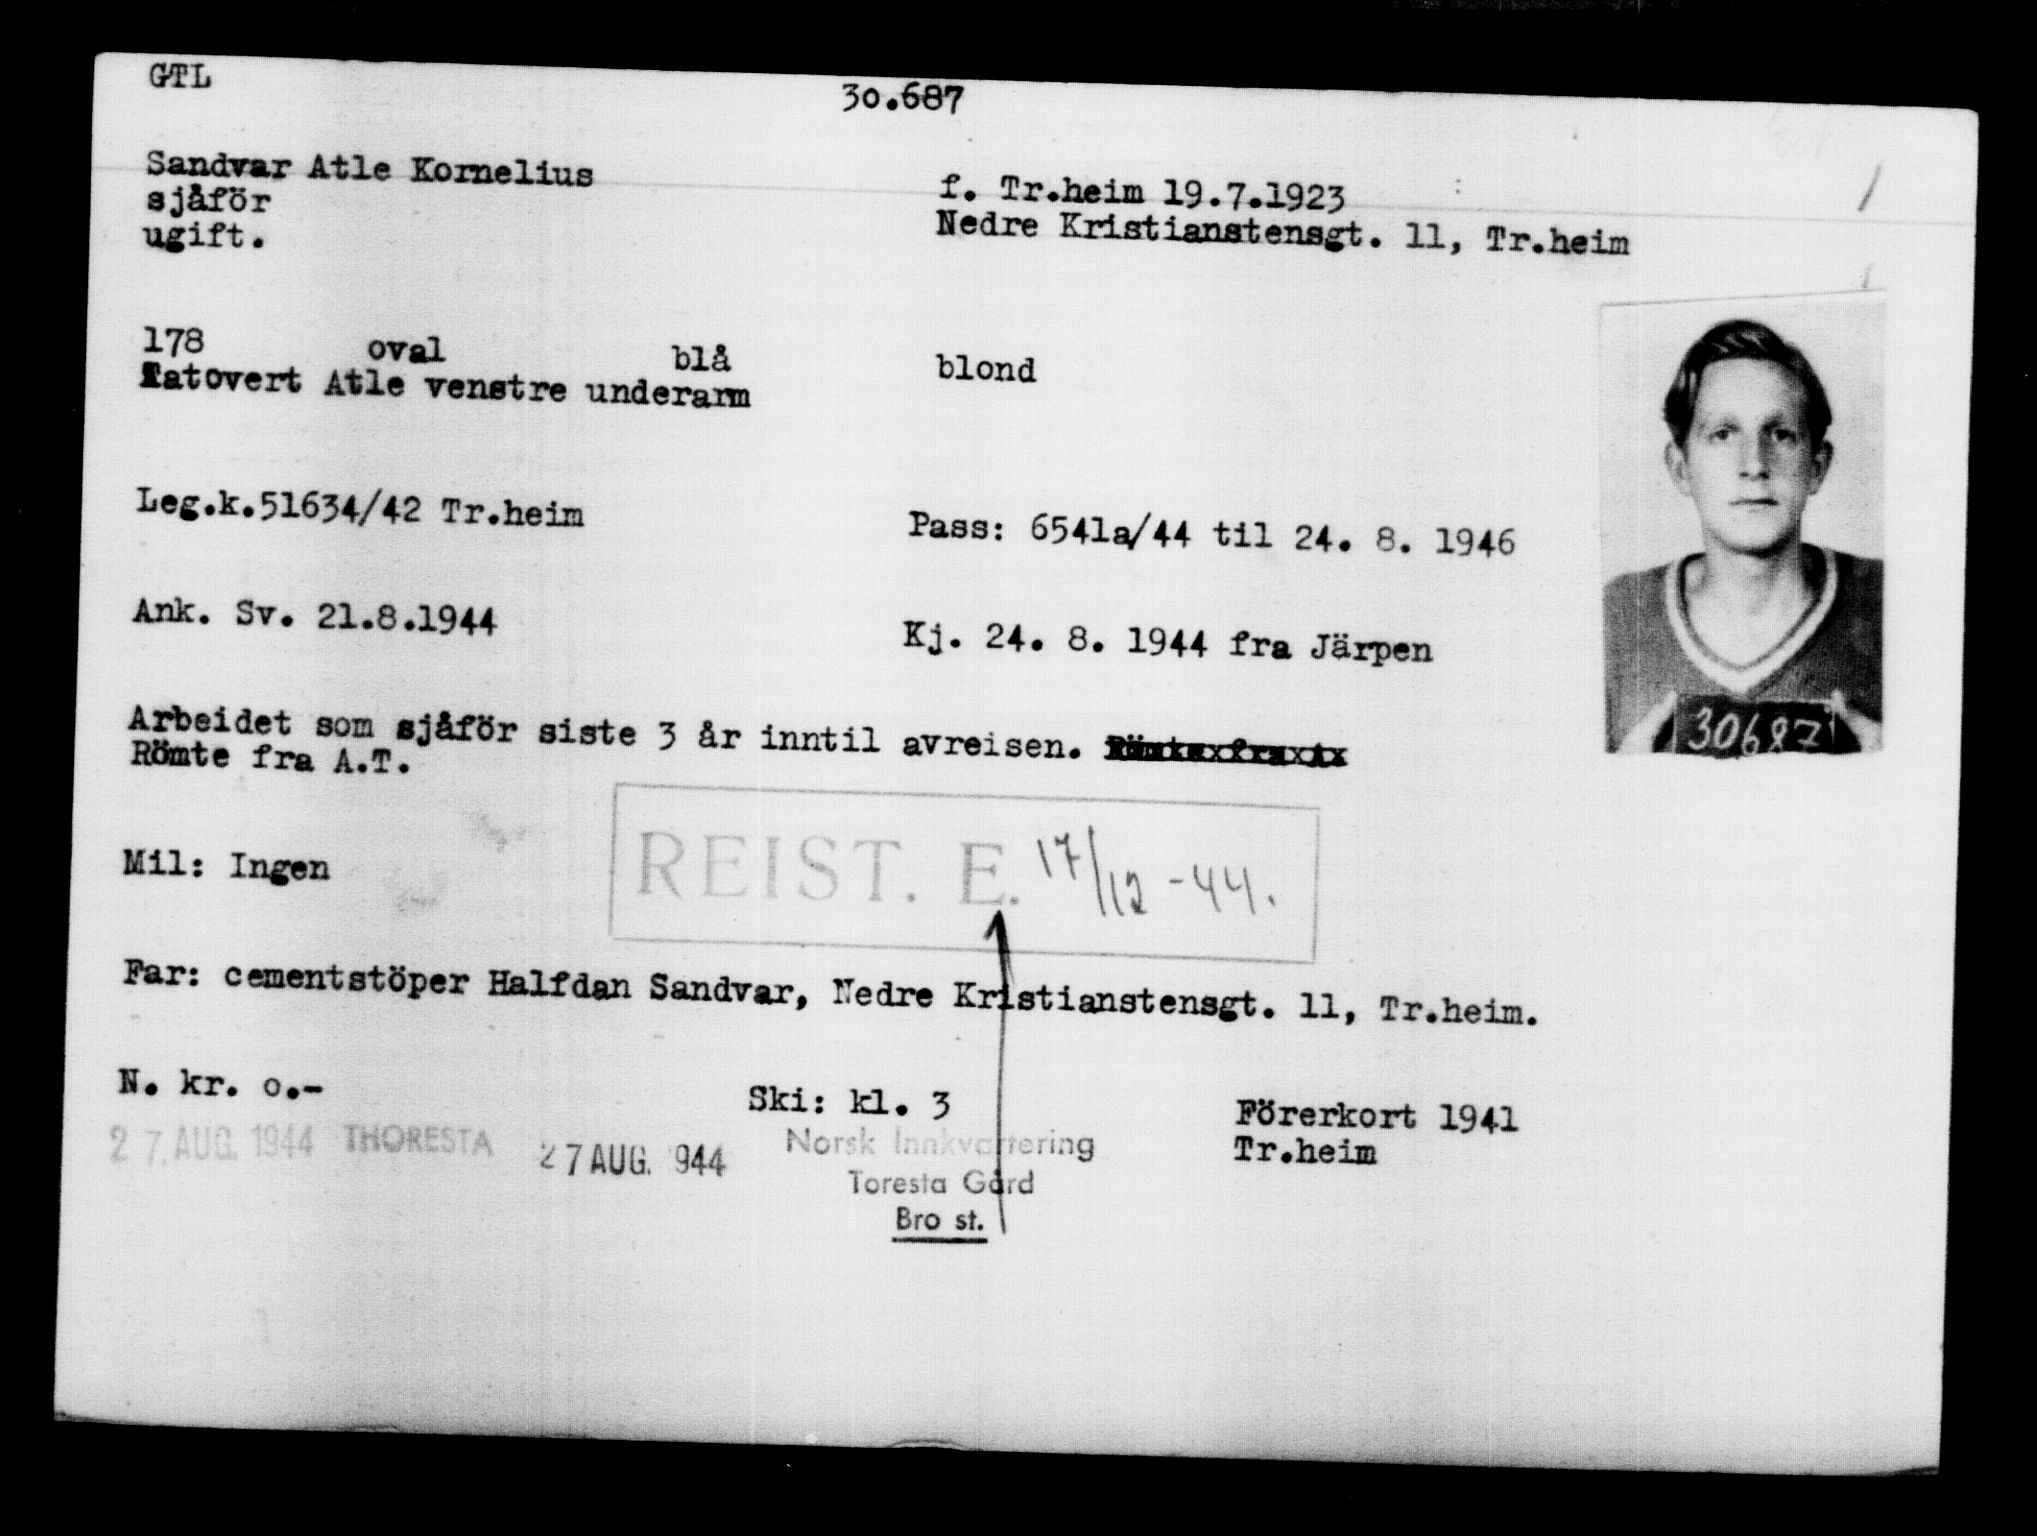 GTL
30.687
Sandvar Atle Kornelius
f. Tr.heim 19.7.1923
sjåför
Nedre Kristianstensgt. 11, Tr.heim
ugift.
178 oval blå blond
Tatovert Atle venstre underarm
Leg.k.51634/42 Tr.heim
Pass: 6541a/44 til 24. 8. 1946
Ank. Sv. 21.8.1944
Kj. 24. 8. 1944 fra Järpen
30687
Arbeidet som sjåför siste 3 år inntil avreisen.
Römte fra A.T.
REIST. E. 17/12 -44.
Mil: Ingen
Far: cementstöper Halfdan Sandvar, Nedre Kristianstensgt. 11, Tr.heim.
N. kr. o.-
Ski: kl. 3
Förerkort 1941
Tr.heim
27. AUG. 1944 THORESTA
27 AUG. 944
Norsk Innkvartering
Toresta Gård
Bro st.